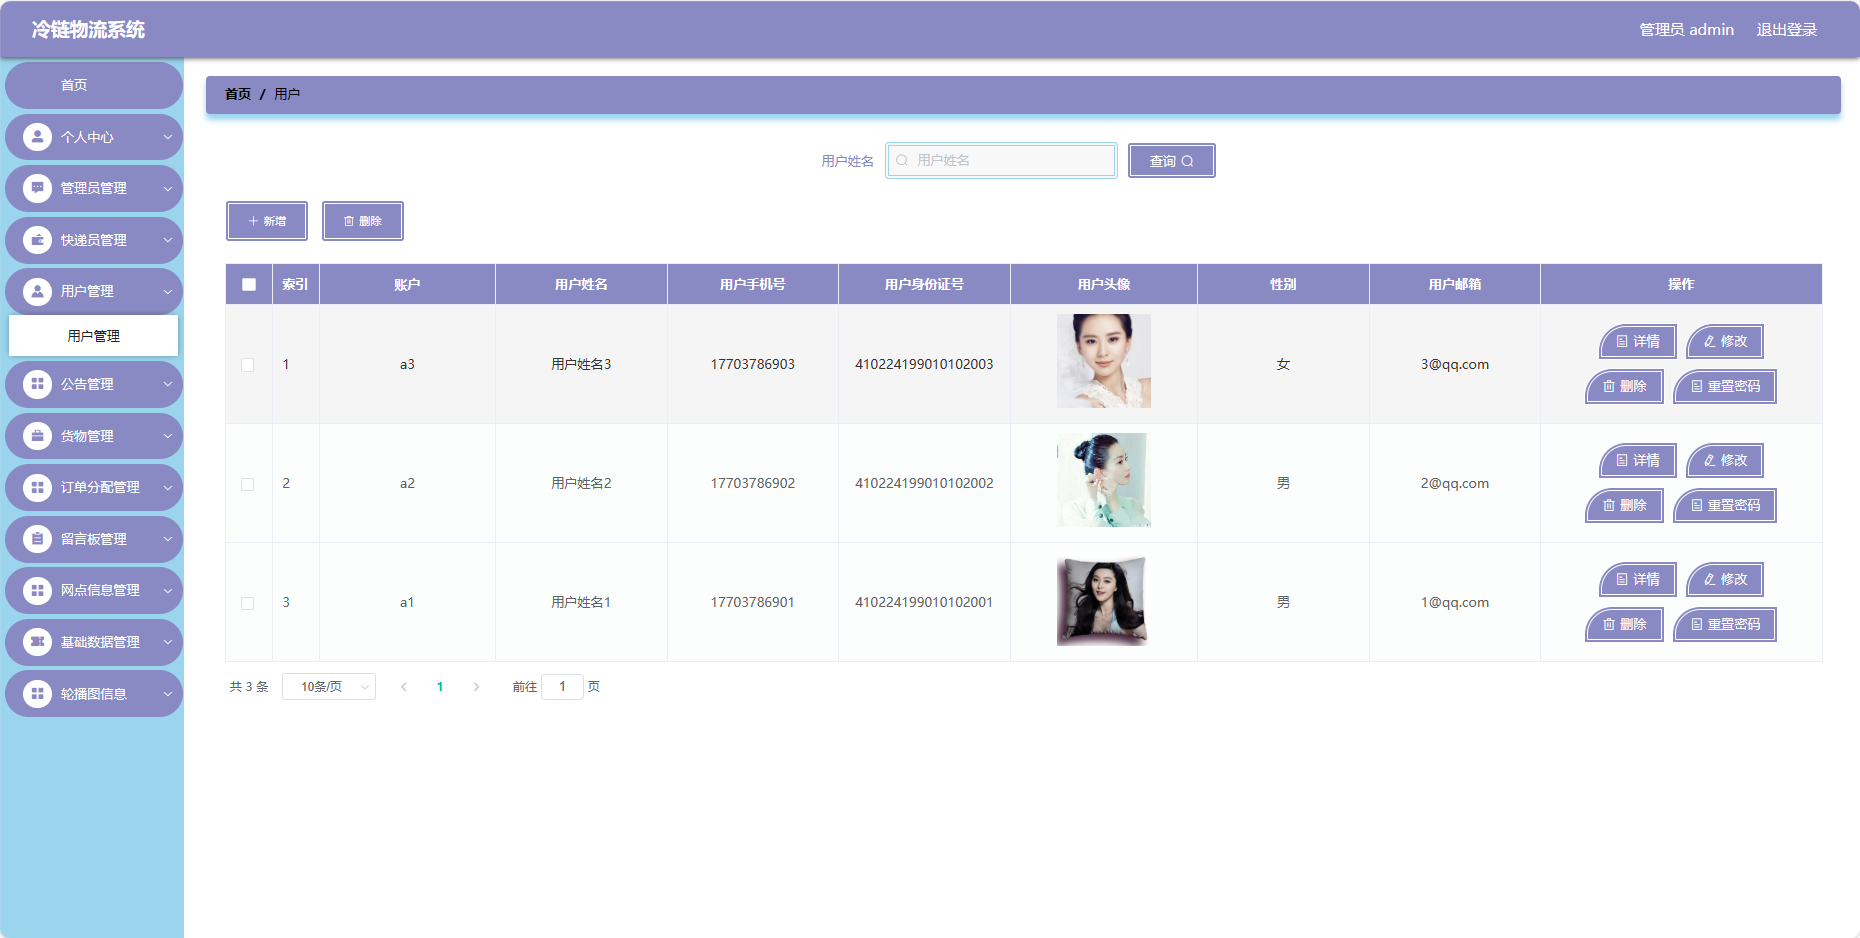 冷链物流系统
管理员 admin 退出登录
首页
个人中心
管理员管理
快递员管理
用户管理
用户管理
公告管理
货物管理
订单分配管理
留言板管理
网点信息管理
基础数据管理
轮播图信息
首页 / 用户
用户姓名 用户姓名 查询
新增 删除
索引 账户 用户姓名 用户手机号 用户身份证号 用户头像 性别 用户邮箱 操作
1 a3 用户姓名3 17703786903 410224199010102003 女 3@qq.com 详情 修改
删除 重置密码
2 a2 用户姓名2 17703786902 410224199010102002 男 2@qq.com 详情 修改
删除 重置密码
3 a1 用户姓名1 17703786901 410224199010102001 男 1@qq.com 详情 修改
删除 重置密码
共 3 条 10条/页 1 前往 1 页